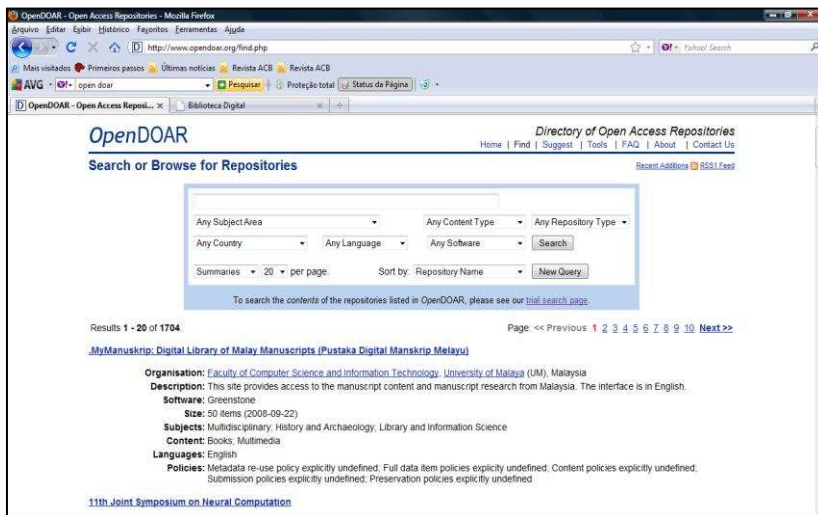 OpenDOAR - Open Access Repositories - Mozilla Firefox
Arquivo Editar Exibir Histórico Favoritos Ferramentas Ajuda
http://www.opendoar.org/find.php
Yahoo! Search
Mais visitados Primeiros passos Últimas notícias Revista ACB Revista ACB
AVG open doar Pesquisar Proteção total Status da Página
OpenDOAR - Open Access Reposi... Biblioteca Digital
OpenDOAR
Directory of Open Access Repositories
Home | Find | Suggest | Tools | FAQ | About | Contact Us
Search or Browse for Repositories
Recent Additions RSS1 Feed
Any Subject Area Any Content Type Any Repository Type
Any Country Any Language Any Software Search
Summaries 20 per page. Sort by: Repository Name New Query
To search the contents of the repositories listed in OpenDOAR, please see our trial search page.
Results 1 - 20 of 1704. Page: << Previous 1 2 3 4 5 6 7 8 9 10 Next >>
.MyManuskrip: Digital Library of Malay Manuscripts (Pustaka Digital Manskrip Melayu)
Organisation: Faculty of Computer Science and Information Technology, University of Malaya (UM), Malaysia
Description: This site provides access to the manuscript content and manuscript research from Malaysia. The interface is in English.
Software: Greenstone
Size: 50 items (2008-09-22)
Subjects: Multidisciplinary; History and Archaeology; Library and Information Science
Content: Books; Multimedia
Languages: English
Policies: Metadata re-use policy explicitly undefined; Full data item policies explicity undefined; Content policies explicitly undefined;
Submission policies explicitly undefined; Preservation policies explicitly undefined
11th Joint Symposium on Neural Computation